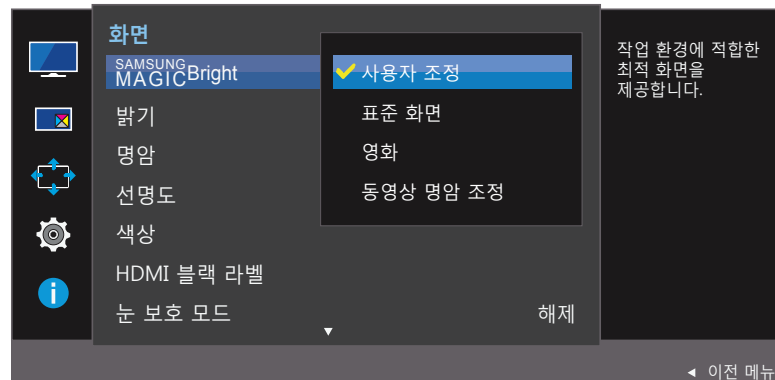 화면
SAMSUNG
MAGICBright
밝기
명암
선명도
색상
HDMI 블랙 라벨
눈 보호 모드
해제
사용자 조정
표준 화면
영화
동영상 명암 조정
작업 환경에 적합한
최적 화면을
제공합니다.
이전 메뉴